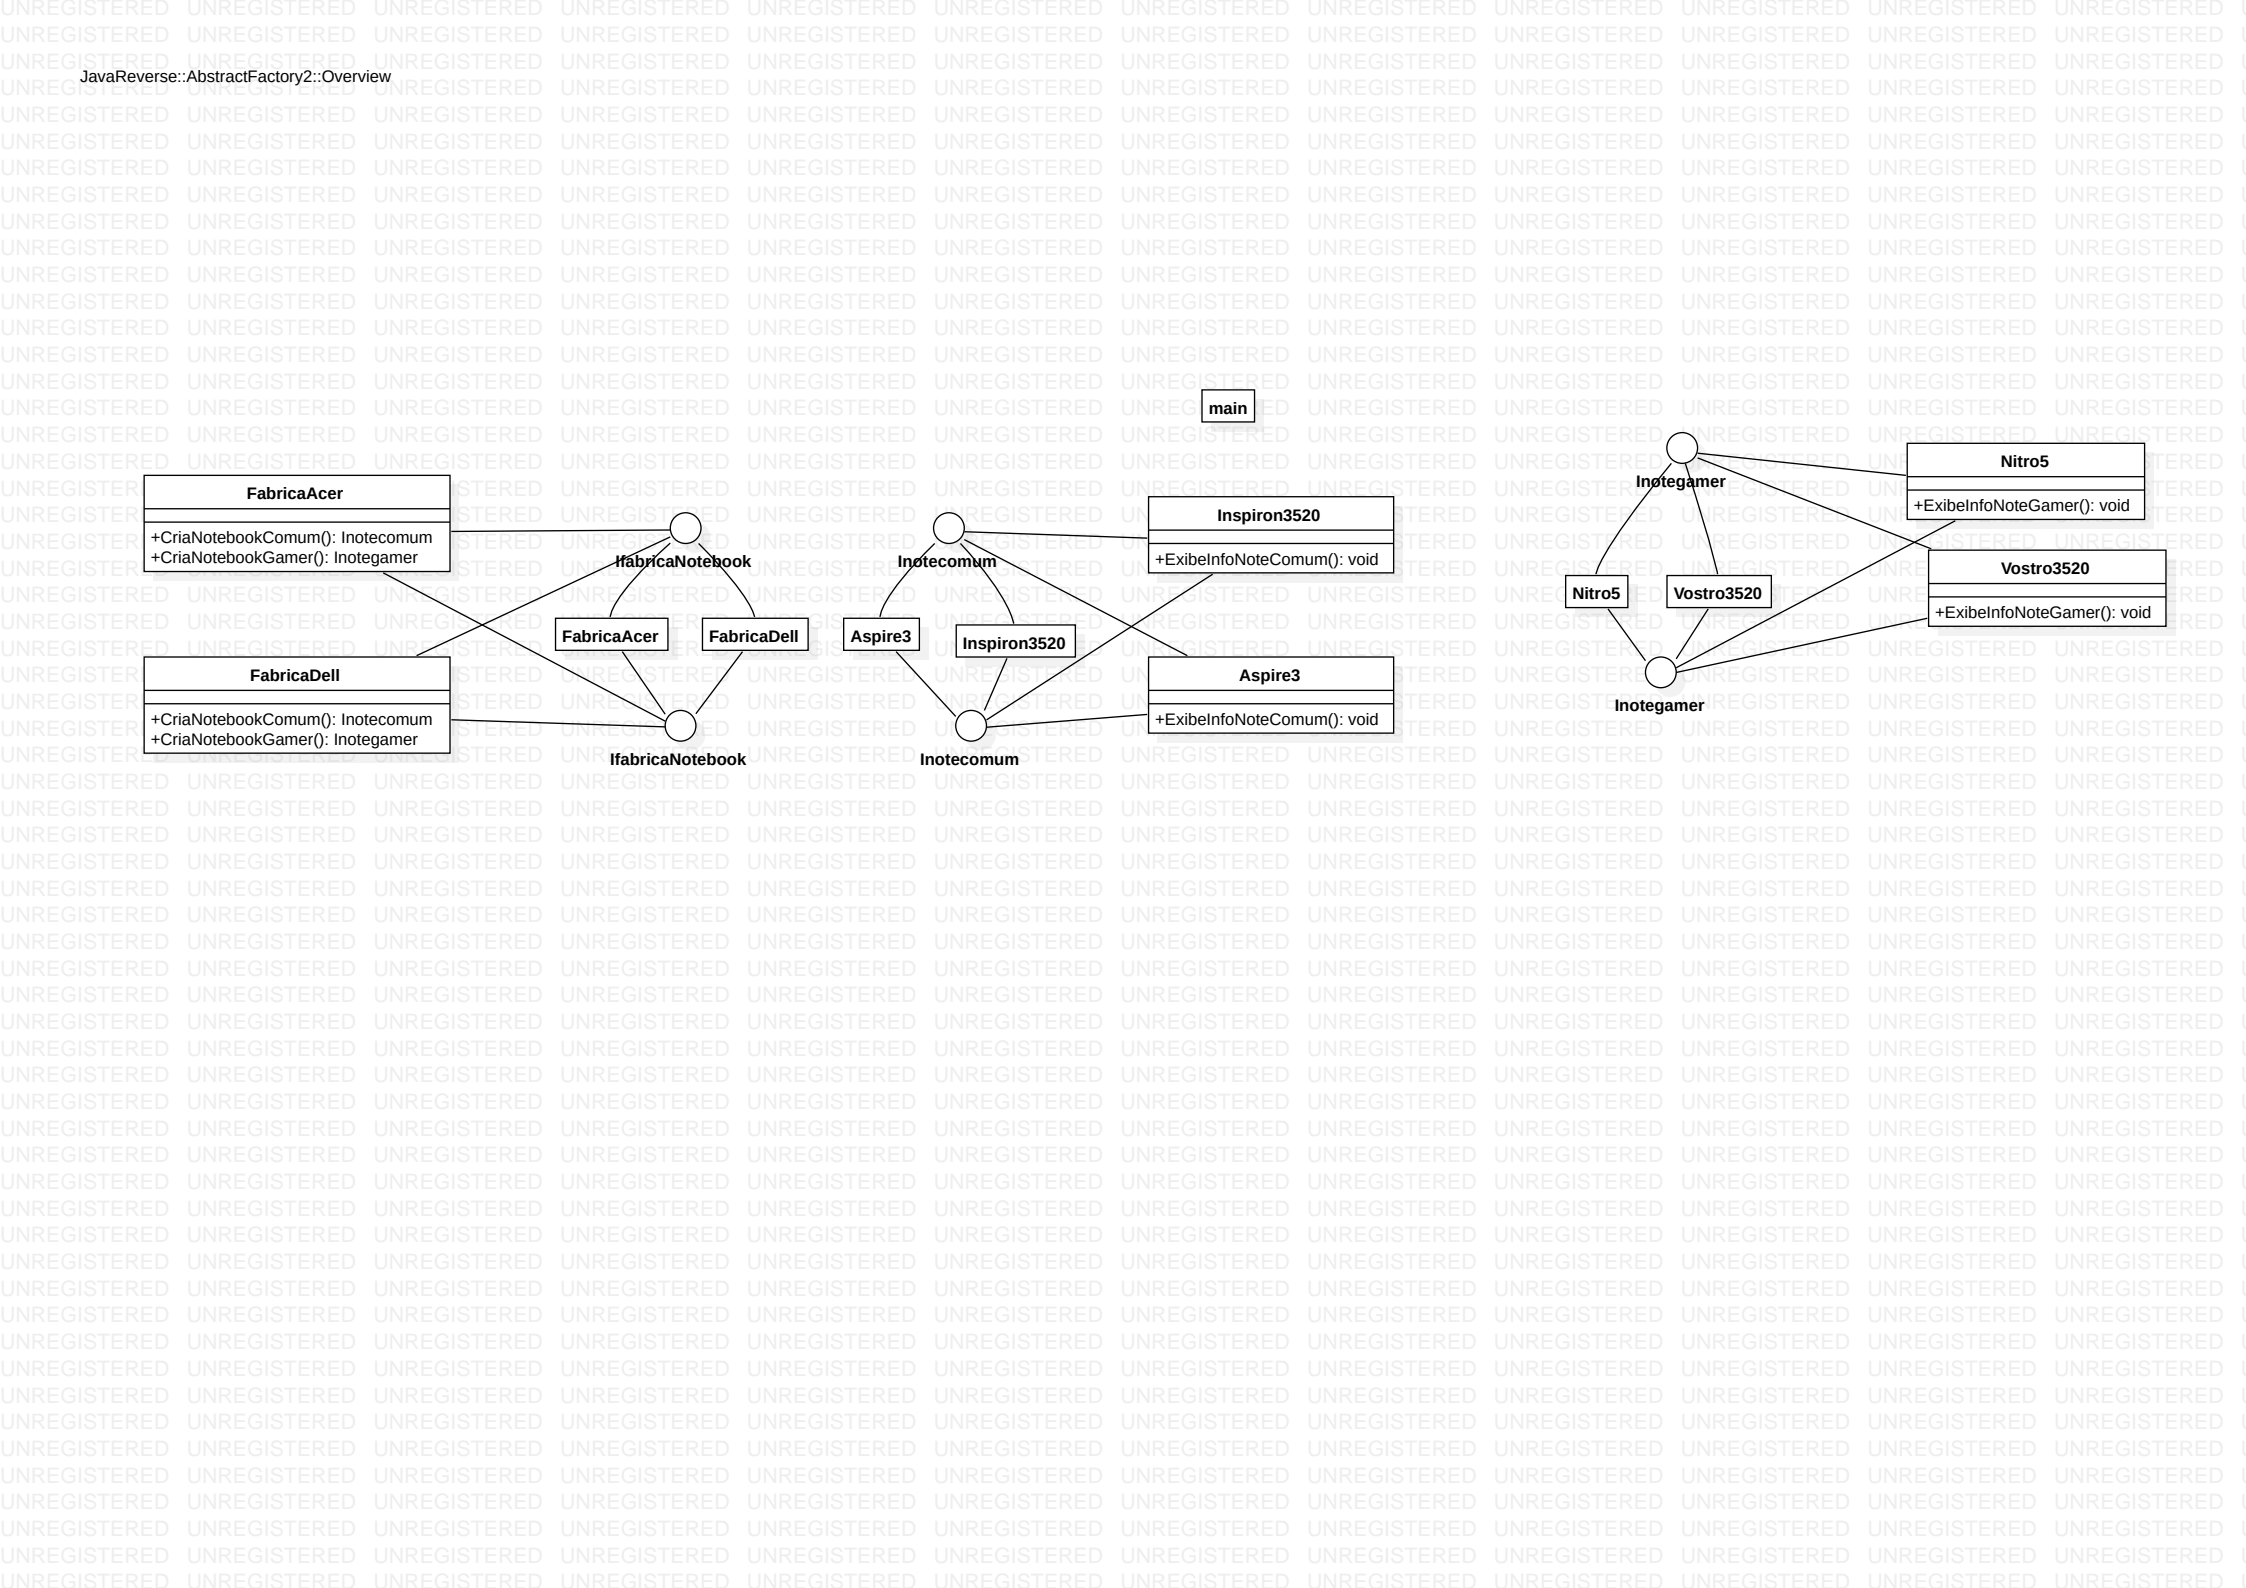 JavaReverse::AbstractFactory2::Overview
main
FabricaAcer
+CriaNotebookComum(): Inotecomum
+CriaNotebookGamer(): Inotegamer
FabricaDell
+CriaNotebookComum(): Inotecomum
+CriaNotebookGamer(): Inotegamer
IfabricaNotebook
FabricaAcer
FabricaDell
IfabricaNotebook
Inotecomum
Aspire3
Inspiron3520
Inotecomum
Inspiron3520
+ExibeInfoNoteComum(): void
Aspire3
+ExibeInfoNoteComum(): void
Inotegamer
Nitro5
Vostro3520
Inotegamer
Nitro5
+ExibeInfoNoteGamer(): void
Vostro3520
+ExibeInfoNoteGamer(): void
UNREGISTERED